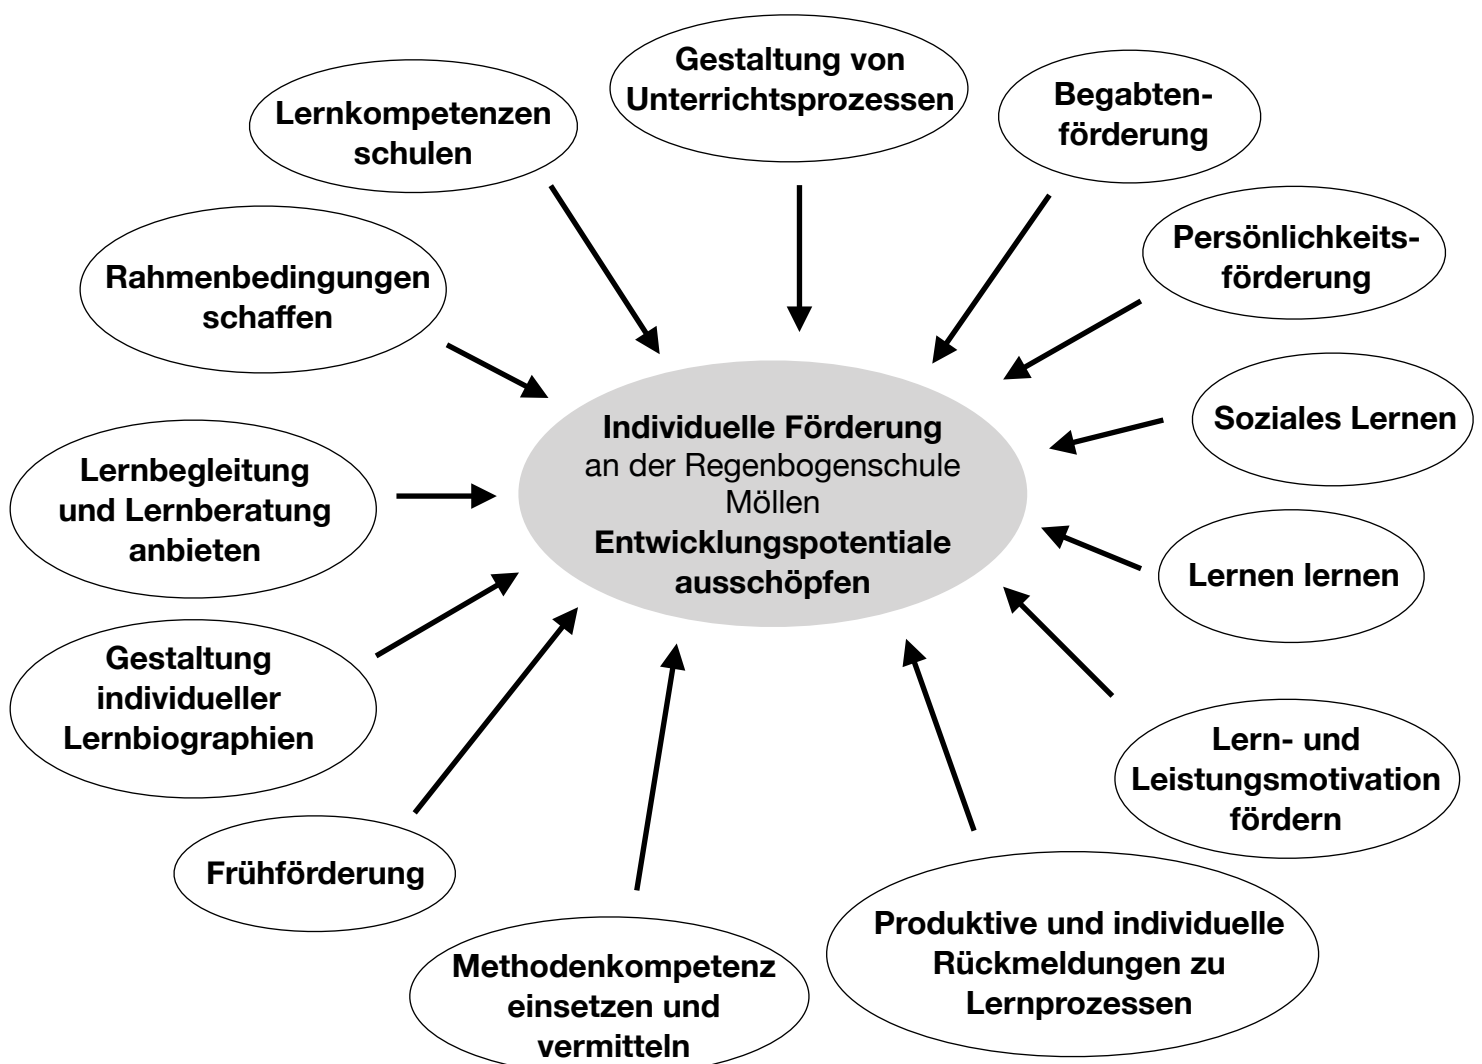 Gestaltung von
Unterrichtsprozessen
Begabten-
förderung
Lernkompetenzen
schulen
Persönlichkeits-
förderung
Rahmenbedingungen
schaffen
Soziales Lernen
Individuelle Förderung
an der Regenbogenschule
Möllen
Entwicklungspotentiale
ausschöpfen
Lernbegleitung
und Lernberatung
anbieten
Lernen lernen
Gestaltung
individueller
Lernbiographien
Lern- und
Leistungsmotivation
fördern
Frühförderung
Produktive und individuelle
Rückmeldungen zu
Lernprozessen
Methodenkompetenz
einsetzen und
vermitteln